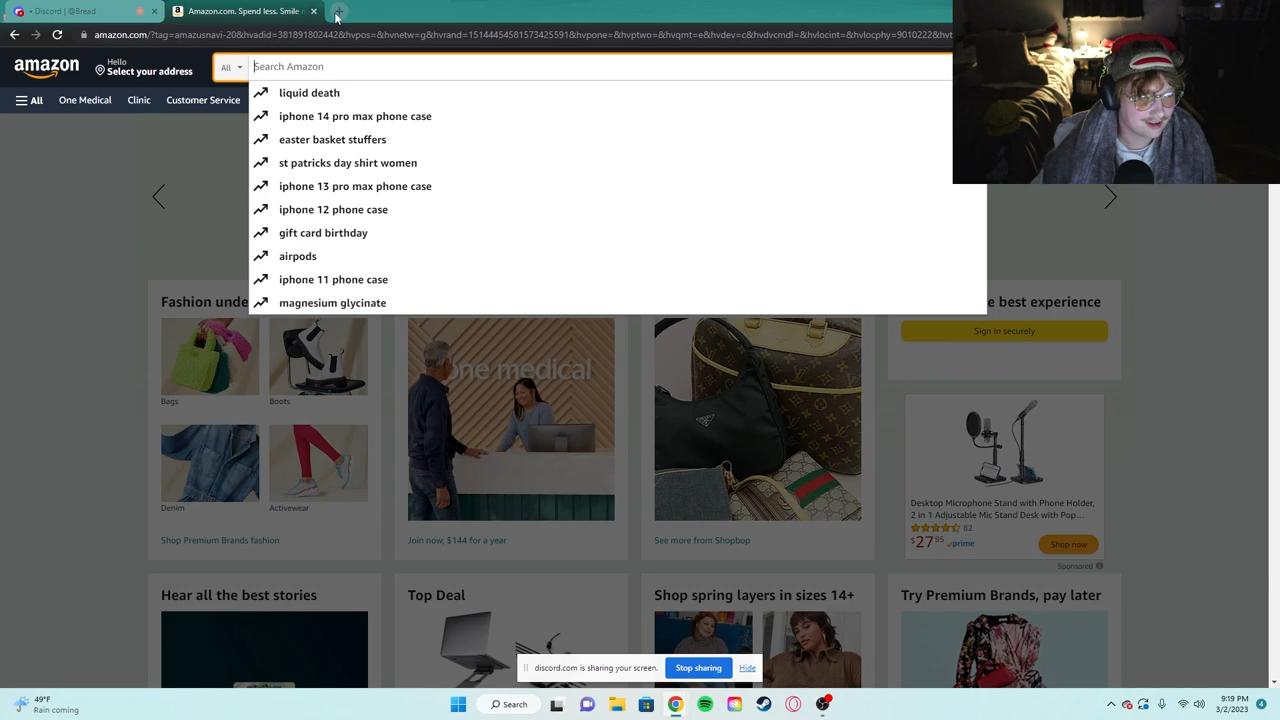 Discord | @Bread
Amazon.com. Spend less. Smile
amazon.com/?tag=amazusnavi-20&hvadid=381891802442&hvpos=&hvnetw=g&hvrand=15144454581573425591&hvpone=&hvptwo=&hvqmt=e&hvdev=c&hvdvcmdl=&hvlocint=&hvlocphy=9010222&hvt
amazon
Hello
Select your address
All
Search Amazon
All
One Medical
Clinic
Customer Service
liquid death
iphone 14 pro max phone case
easter basket stuffers
st patricks day shirt women
iphone 13 pro max phone case
iphone 12 phone case
gift card birthday
airpods
iphone 11 phone case
magnesium glycinate
Fashion unde
e best experience
Sign in securely
one medical
Bags
Boots
Denim
Activewear
Shop Premium Brands fashion
Join now, $144 for a year
See more from Shopbop
Desktop Microphone Stand with Phone Holder,
2 in 1 Adjustable Mic Stand Desk with Pop...
82
$27 95 prime
Shop now
Sponsored
Hear all the best stories
Top Deal
Shop spring layers in sizes 14+
Try Premium Brands, pay later
discord.com is sharing your screen.
Stop sharing
Hide
49°F
Rain coming
Search
9:19 PM
3/2/2023
4